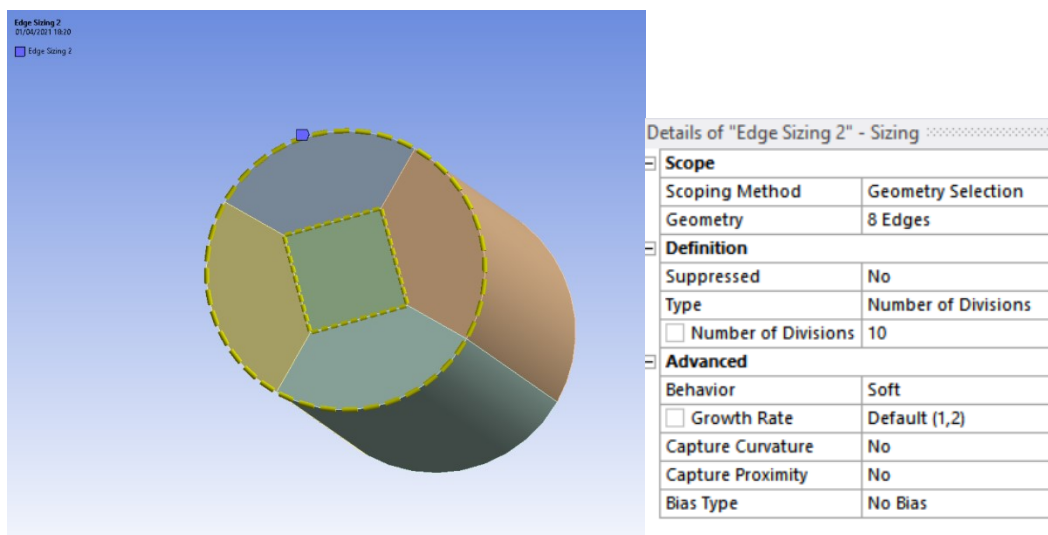 Edge Sizing 2
01/04/2021 18:20
Edge Sizing 2
Details of "Edge Sizing 2" - Sizing
Scope
Scoping Method Geometry Selection
Geometry 8 Edges
Definition
Suppressed No
Type Number of Divisions
Number of Divisions 10
Advanced
Behavior Soft
Growth Rate Default (1,2)
Capture Curvature No
Capture Proximity No
Bias Type No Bias